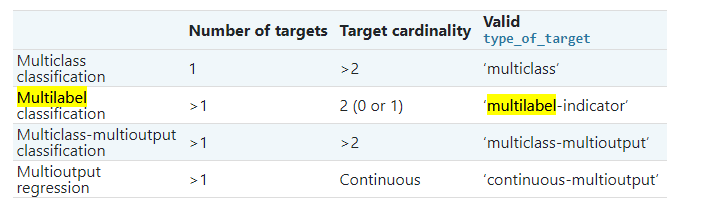 Number of targets Target cardinality Valid
type_of_target
Multiclass
classification 1 >2 ‘multiclass’
Multilabel
classification >1 2 (0 or 1) ‘multilabel-indicator’
Multiclass-multioutput
classification >1 >2 ‘multiclass-multioutput’
Multioutput
regression >1 Continuous ‘continuous-multioutput’